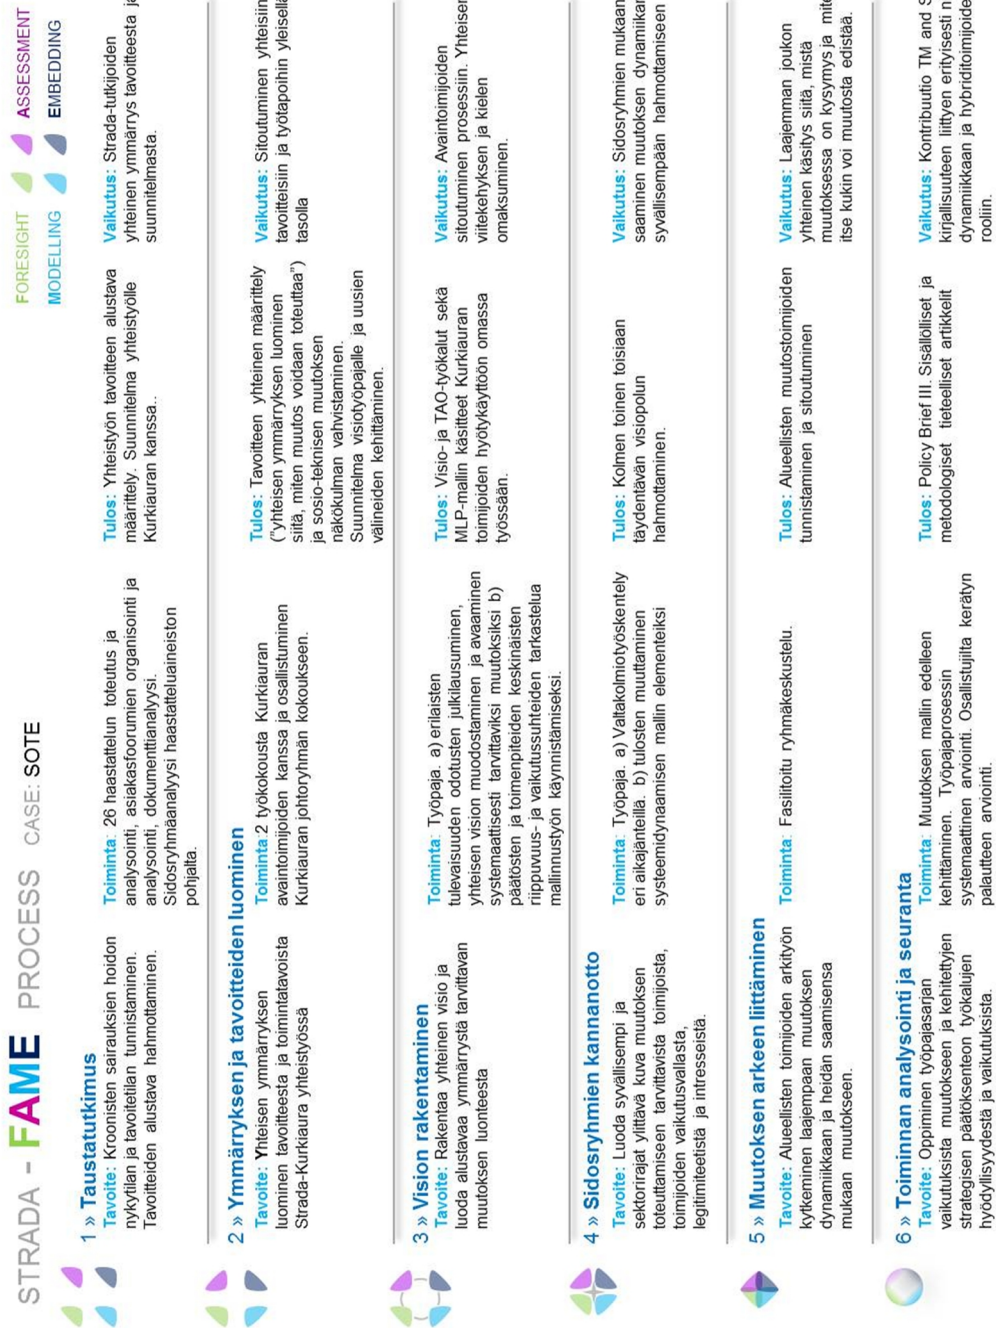 STRADA - FAME PROCESS CASE: SOTE
FORESIGHT ASSESSMENT
MODELLING EMBEDDING
1 » Taustatutkimus
Tavoite: Kroonisten sairauksien hoidon
nykytilan ja tavoitetilan tunnistaminen.
Tavoitteiden alustava hahmottaminen.
Toiminta: 26 haastattelun toteutus ja
analysointi, asiakasfoorumien organisointi ja
analysointi, dokumenttianalyysi.
Sidosryhmäanalyysi haastatteluaineiston
pohjalta.
Tulos: Yhteistyön tavoitteen alustava
määrittely. Suunnitelma yhteistyölle
Kurkiauran kanssa..
Vaikutus: Strada-tutkijoiden
yhteinen ymmärrys tavoitteesta
suunnitelmasta.
2 » Ymmärryksen ja tavoitteiden luominen
Tavoite: Yhteisen ymmärryksen
luominen tavoitteesta ja toimintatavoista
Strada-Kurkiaura yhteistyössä
Toiminta:2 työkokousta Kurkiauran
avaintoimijoiden kanssa ja osallistuminen
Kurkiauran johtoryhmän kokoukseen.
Tulos: Tavoitteen yhteinen määrittely
("yhteisen ymmärryksen luominen
siitä, miten muutos voidaan toteuttaa")
ja sosio-teknisen muutoksen
näkökulman vahvistaminen.
Suunnitelma visiotyöpajalle ja uusien
välineiden kehittäminen.
Vaikutus: Sitoutuminen yhteisiin
tavoitteisiin ja työtapoihin
tasolla
3 » Vision rakentaminen
Tavoite: Rakentaa yhteinen visio ja
luoda alustavaa ymmärrystä tarvittavan
muutoksen luonteesta
Toiminta: Työpaja. a) erilaisten
tulevaisuuden odotusten julkilausuminen,
yhteisen vision muodostaminen ja avaaminen
systemaattisesti tarvittaviksi muutoksiksi b)
päätösten ja toimenpiteiden keskinäisten
riippuvuus- ja vaikutussuhteiden tarkastelua
mallinnustyön käynnistämiseksi.
Tulos: Visio- ja TAO-työkalut sekä
MLP-mallin käsitteet Kurkiauran
toimijoiden hyötykäyttöön omassa
työssään.
Vaikutus: Avaintoimijoiden
sitoutuminen prosessiin.
viitekehyksen ja kielen
omaksuminen.
4 » Sidosryhmien kannanotto
Tavoite: Luoda syvällisempi ja
sektorirajat ylittävä kuva muutoksen
toteuttamiseen tarvittavista toimijoista,
toimijoiden vaikutusvallasta,
legitimiteetistä ja intresseistä.
Toiminta: Työpaja. a) Valtakolmiotyöskentely
eri aikajänteillä. b) tulosten muuttaminen
systeemidynaamisen mallin elementeiksi
Tulos: Kolmen toinen toisiaan
täydentävän visiopolun
hahmottaminen.
Vaikutus: Sidosryhmien
saaminen muutoksen
syvällisempään hahmottamiseen
5 » Muutoksen arkeen liittäminen
Tavoite: Alueellisten toimijoiden arkityön
kytkeminen laajempaan muutoksen
dynamiikkaan ja heidän saamisensa
mukaan muutokseen.
Toiminta: Fasilitoitu ryhmäkeskustelu.
Tulos: Alueellisten muutostoimijoiden
tunnistaminen ja sitoutuminen
Vaikutus: Laajemman joukon
yhteinen käsitys siitä, mistä
muutoksessa on kysymys ja
itse kukin voi muutosta edistää.
6 » Toiminnan analysointi ja seuranta
Tavoite: Oppiminen työpajasarjan
vaikutuksista muutokseen ja kehitettyjen
strategisen päätöksenteon työkalujen
hyödyllisyydestä ja vaikutuksista.
Toiminta: Muutoksen mallin edelleen
kehittäminen. Työpajaprosessin
systemaattinen arviointi. Osallistujilta kerätyn
palautteen arviointi.
Tulos: Policy Brief III. Sisällölliset ja
metodologiset tieteelliset artikkelit
Vaikutus: Kontribuutio TM and
kirjallisuuteen liittyen erityisesti
dynamiikkaan ja
rooliin.